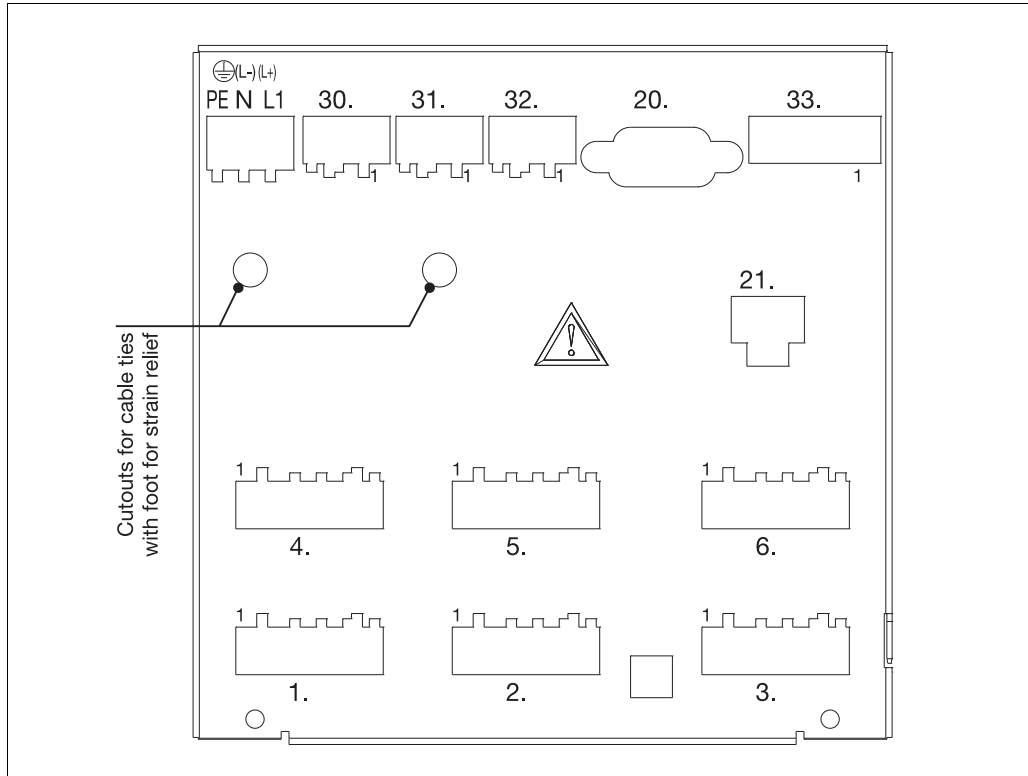 (L-) (L+)
PE N L1 30. 31. 32. 20. 33.
1 1 1 1
21.
Cutouts for cable ties
with foot for strain relief
1 1 1
4. 5. 6.
1 1 1
1. 2. 3.